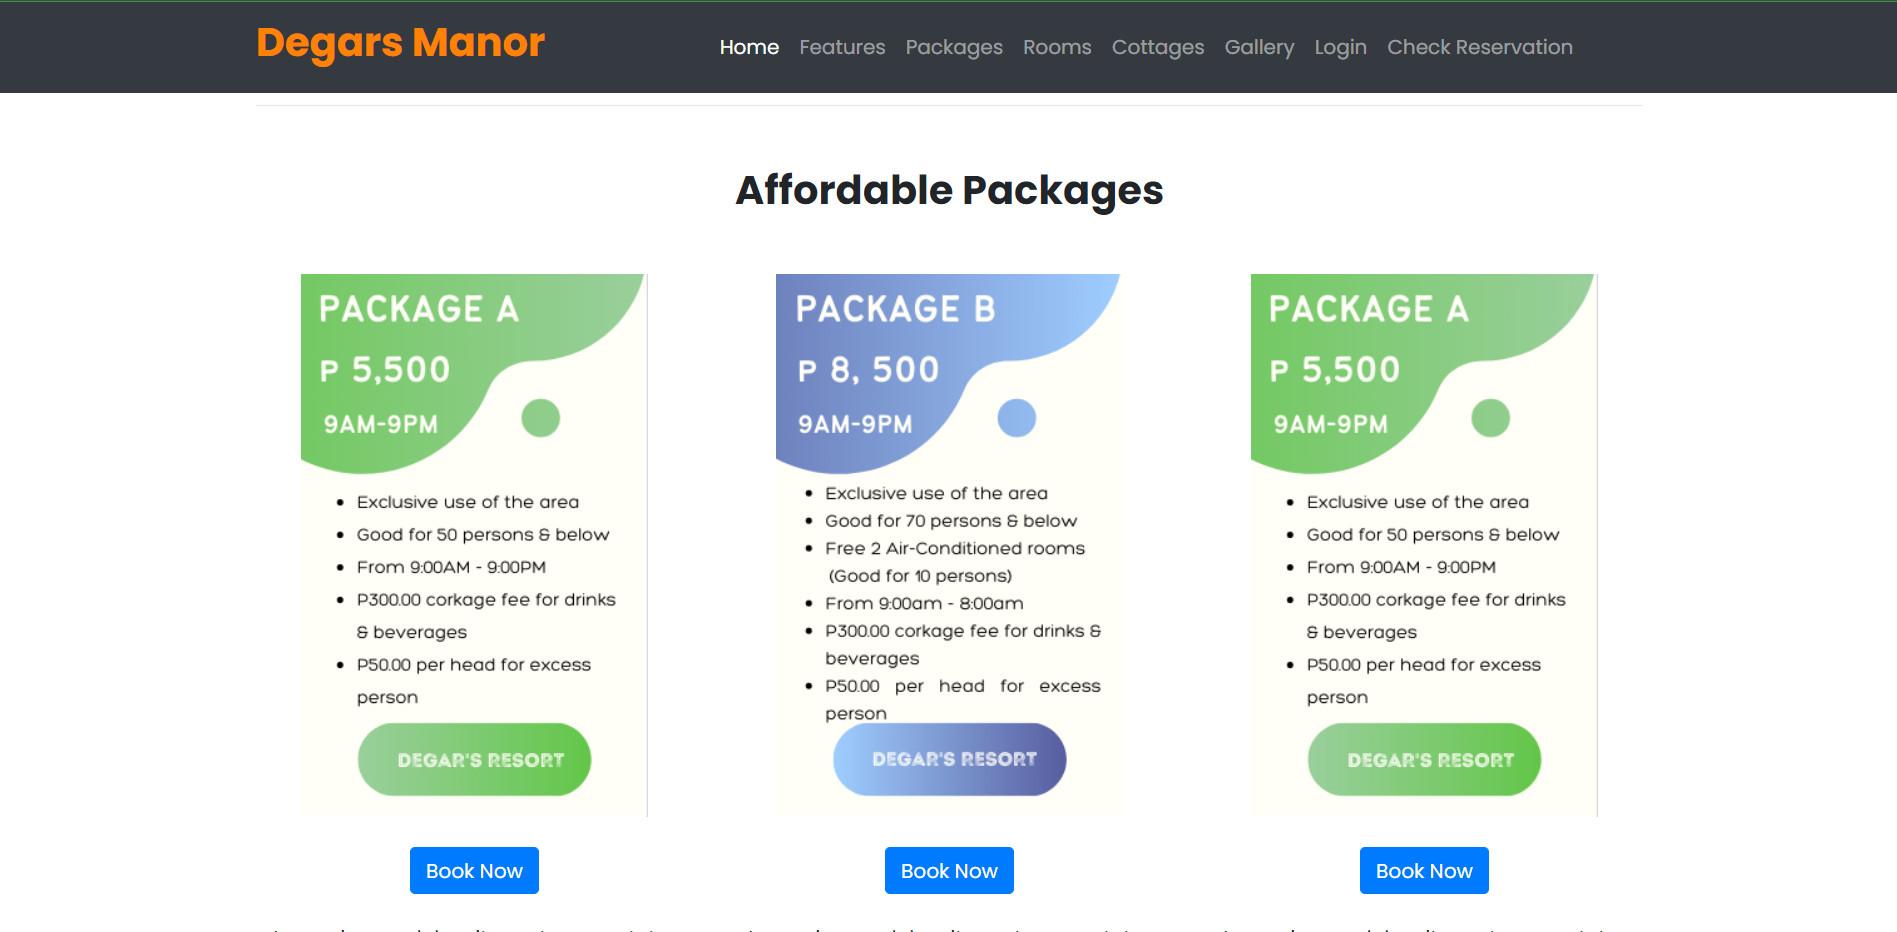 Degars Manor
Home Features Packages Rooms Cottages Gallery Login Check Reservation
Affordable Packages
PACKAGE A
P 5,500
9AM-9PM
• Exclusive use of the area
• Good for 50 persons & below
• From 9:00AM - 9:00PM
• P300.00 corkage fee for drinks
& beverages
• P50.00 per head for excess
person
DEGAR'S RESORT
Book Now
PACKAGE B
P 8, 500
9AM-9PM
• Exclusive use of the area
• Good for 70 persons & below
• Free 2 Air-Conditioned rooms
(Good for 10 persons)
• From 9:00am - 8:00am
• P300.00 corkage fee for drinks &
beverages
• P50.00 per head for excess
person
DEGAR'S RESORT
Book Now
PACKAGE A
P 5,500
9AM-9PM
• Exclusive use of the area
• Good for 50 persons & below
• From 9:00AM - 9:00PM
• P300.00 corkage fee for drinks
& beverages
• P50.00 per head for excess
person
DEGAR'S RESORT
Book Now